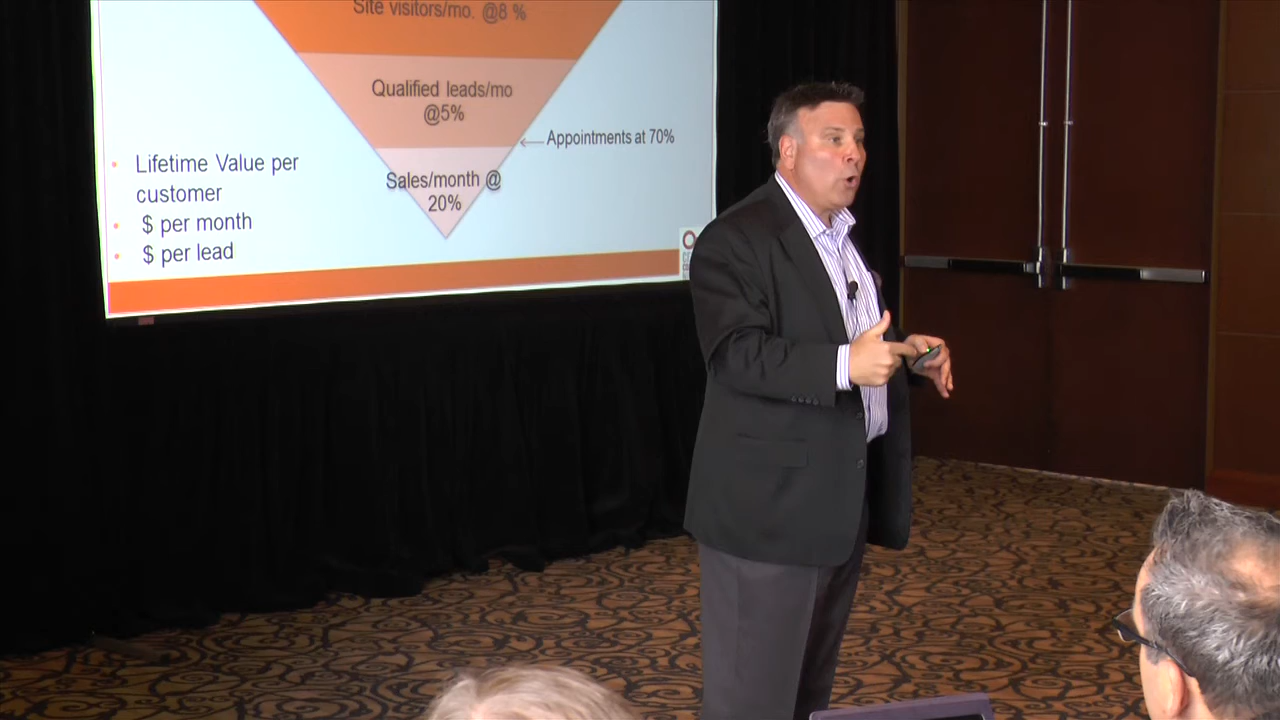 Site visitors/mo. @8 %
Qualified leads/mo
@5%
Appointments at 70%
Sales/month @
20%
• Lifetime Value per
customer
• $ per month
• $ per lead